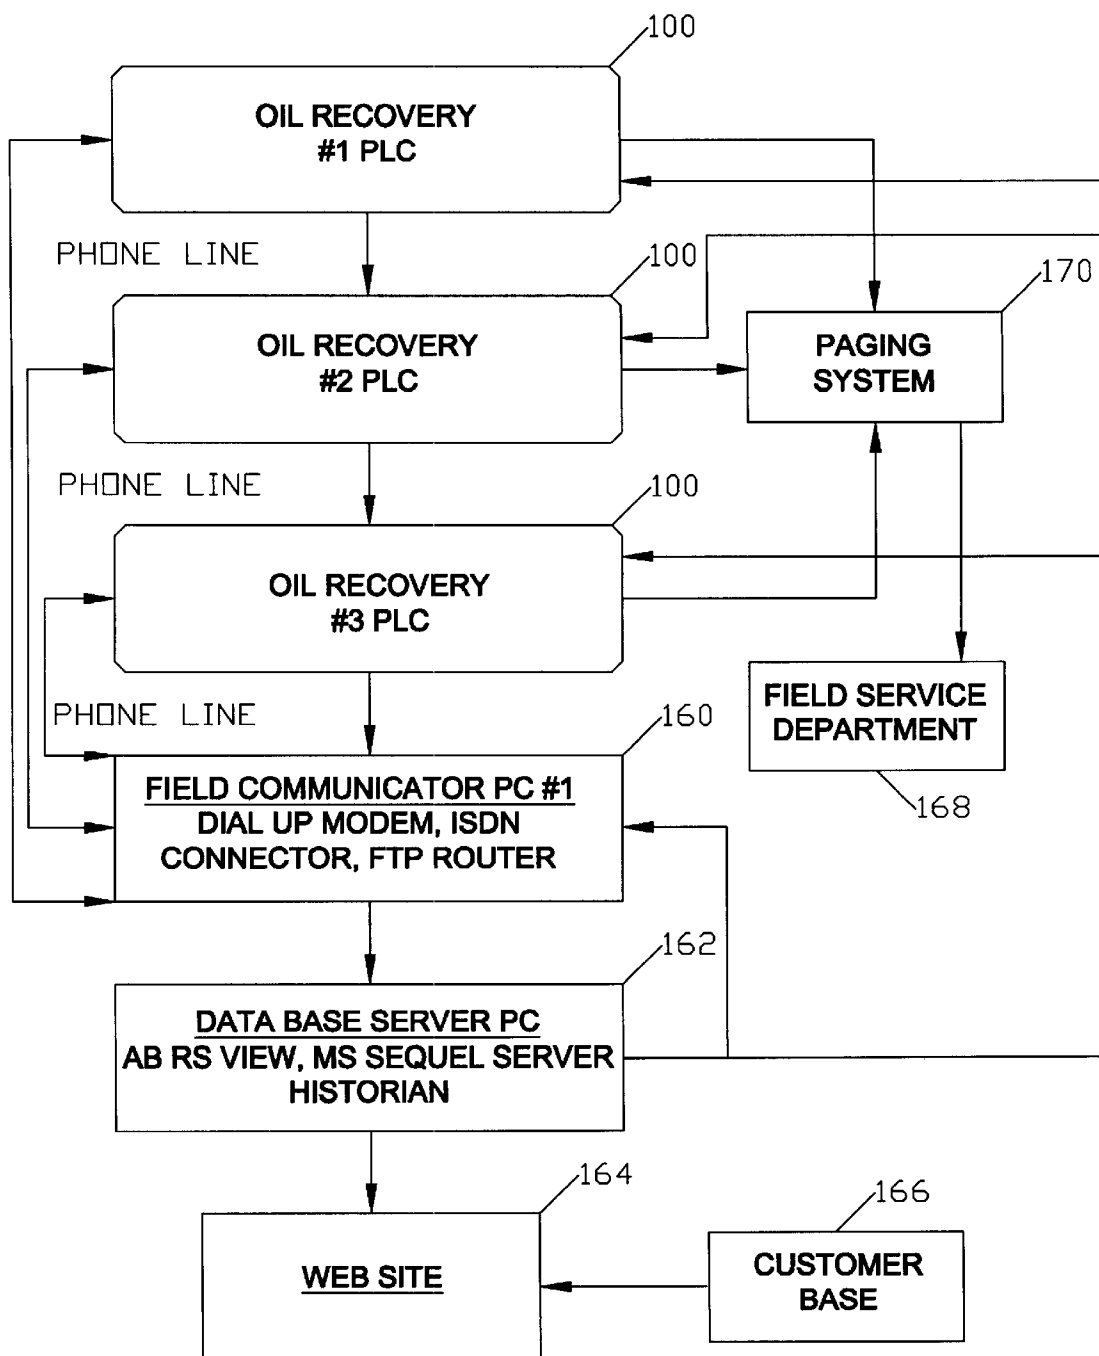 100
OIL RECOVERY
#1 PLC
PHONE LINE
100
170
OIL RECOVERY
#2 PLC
PAGING
SYSTEM
PHONE LINE
100
OIL RECOVERY
#3 PLC
FIELD SERVICE
DEPARTMENT
168
PHONE LINE
160
FIELD COMMUNICATOR PC #1
DIAL UP MODEM, ISDN
CONNECTOR, FTP ROUTER
162
DATA BASE SERVER PC
AB RS VIEW, MS SEQUEL SERVER
HISTORIAN
164
166
WEB SITE
CUSTOMER
BASE